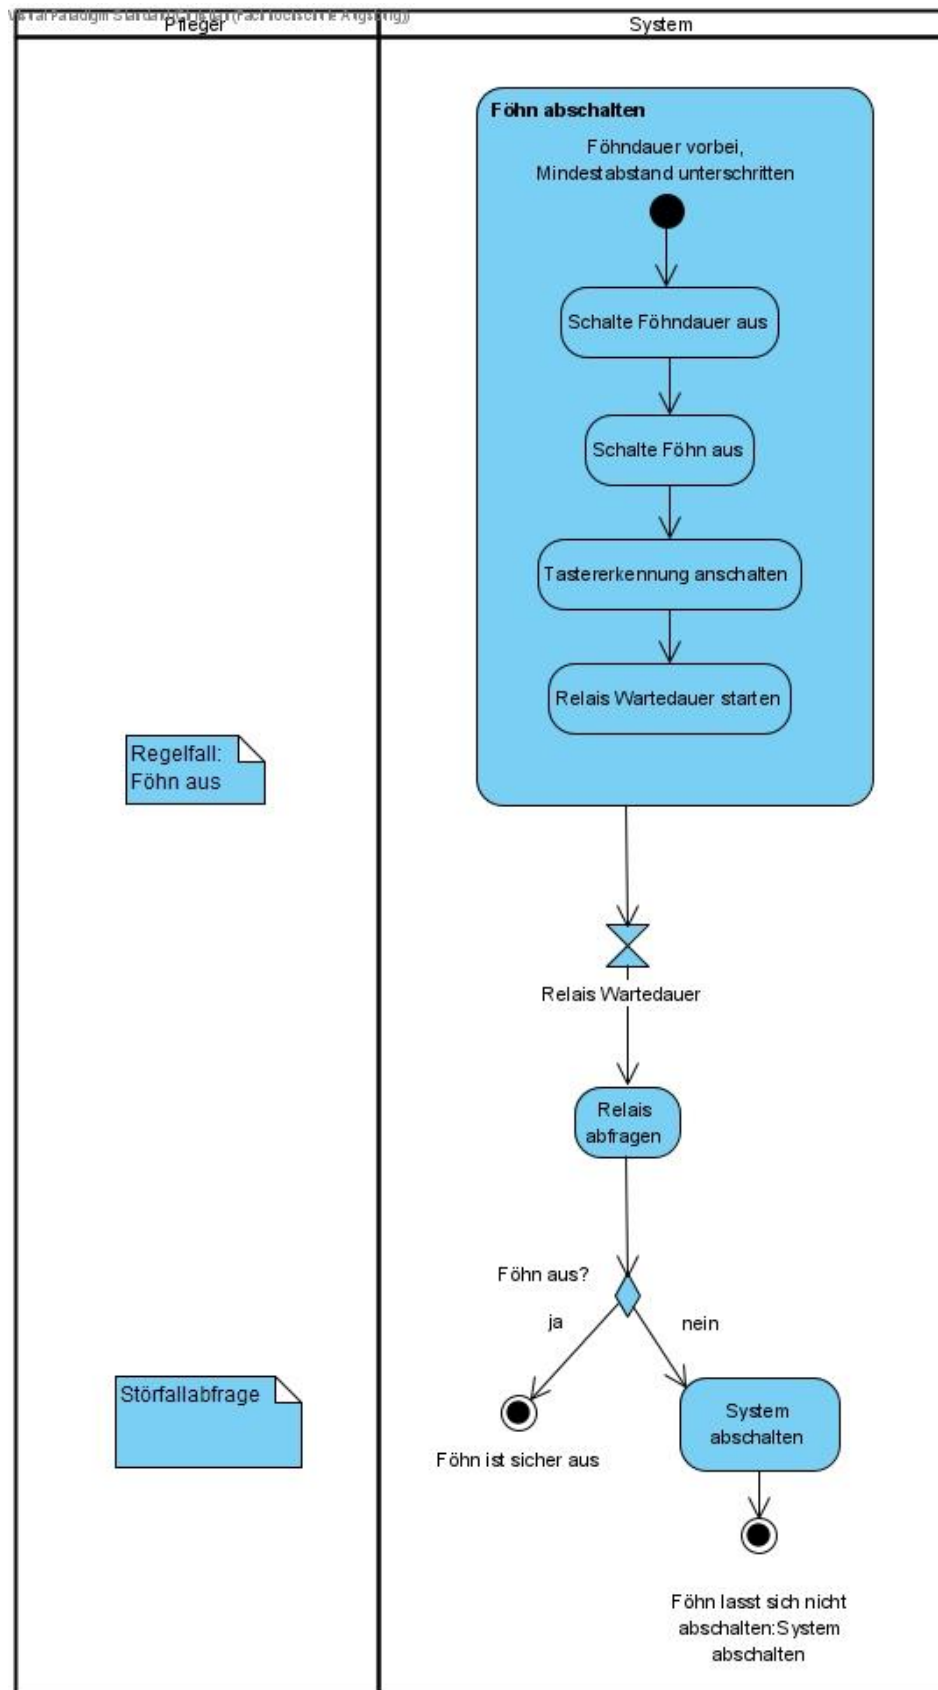 Pfleger
System
Föhn abschalten
Föhndauer vorbei,
Mindestabstand unterschritten
Schalte Föhndauer aus
Schalte Föhn aus
Tastererkennung anschalten
Relais Wartedauer starten
Regelfall:
Föhn aus
Relais Wartedauer
Relais
abfragen
Föhn aus?
ja
nein
Störfallabfrage
System
abschalten
Föhn ist sicher aus
Föhn lasst sich nicht
abschalten:System
abschalten